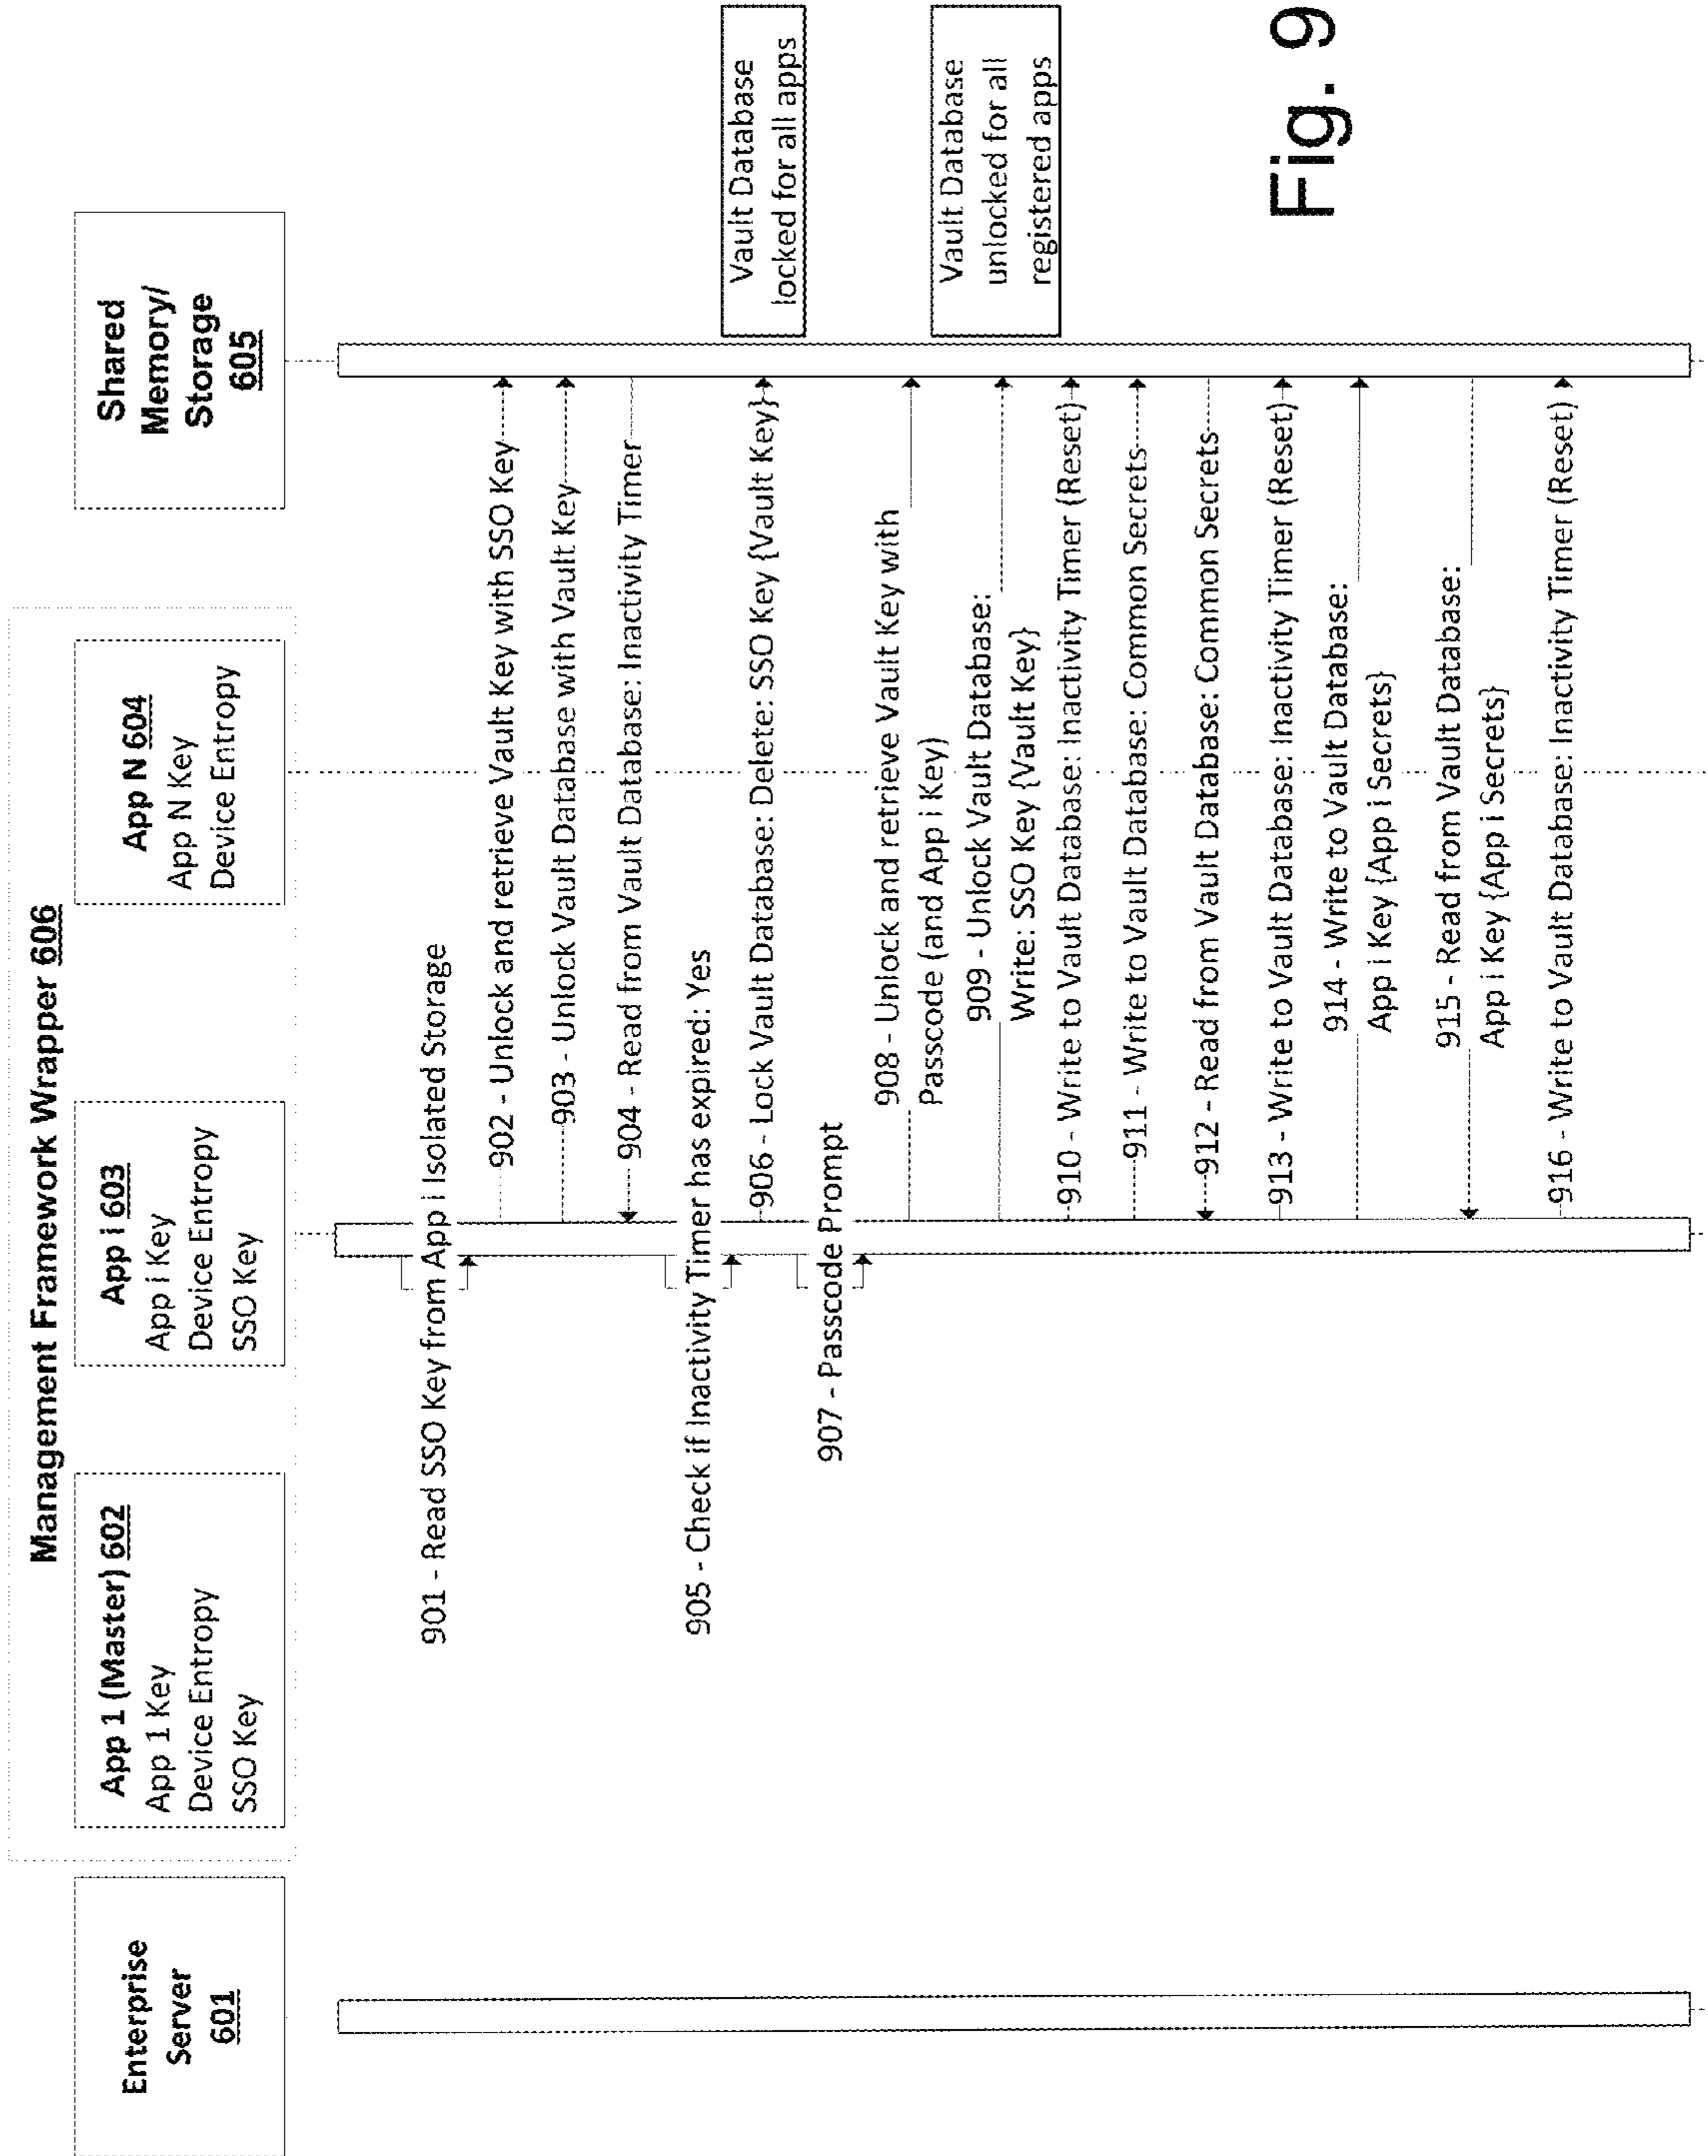 Management Framework Wrapper 606
Enterprise
Server
601
App 1 (Master) 602
App 1 Key
Device Entropy
SSO Key
App i 603
App i Key
Device Entropy
SSO Key
App N 604
App N Key
Device Entropy
Shared
Memory/
Storage
605
901 - Read SSO Key from App i Isolated Storage
902 - Unlock and retrieve Vault Key with SSO Key
903 - Unlock Vault Database with Vault Key
904 - Read from Vault Database: Inactivity Timer
905 - Check if Inactivity Timer has expired: Yes
906 - Lock Vault Database: Delete: SSO Key {Vault Key}
Vault Database
locked for all apps
907 - Passcode Prompt
908 - Unlock and retrieve Vault Key with
Passcode (and App i Key)
909 - Unlock Vault Database:
Write: SSO Key {Vault Key}
Vault Database
unlocked for all
registered apps
910 - Write to Vault Database: Inactivity Timer (Reset)
911 - Write to Vault Database: Common Secrets
912 - Read from Vault Database: Common Secrets
913 - Write to Vault Database: Inactivity Timer (Reset)
914 - Write to Vault Database:
App i Key {App i Secrets}
915 - Read from Vault Database:
App i Key {App i Secrets}
916 - Write to Vault Database: Inactivity Timer (Reset)
Fig. 9